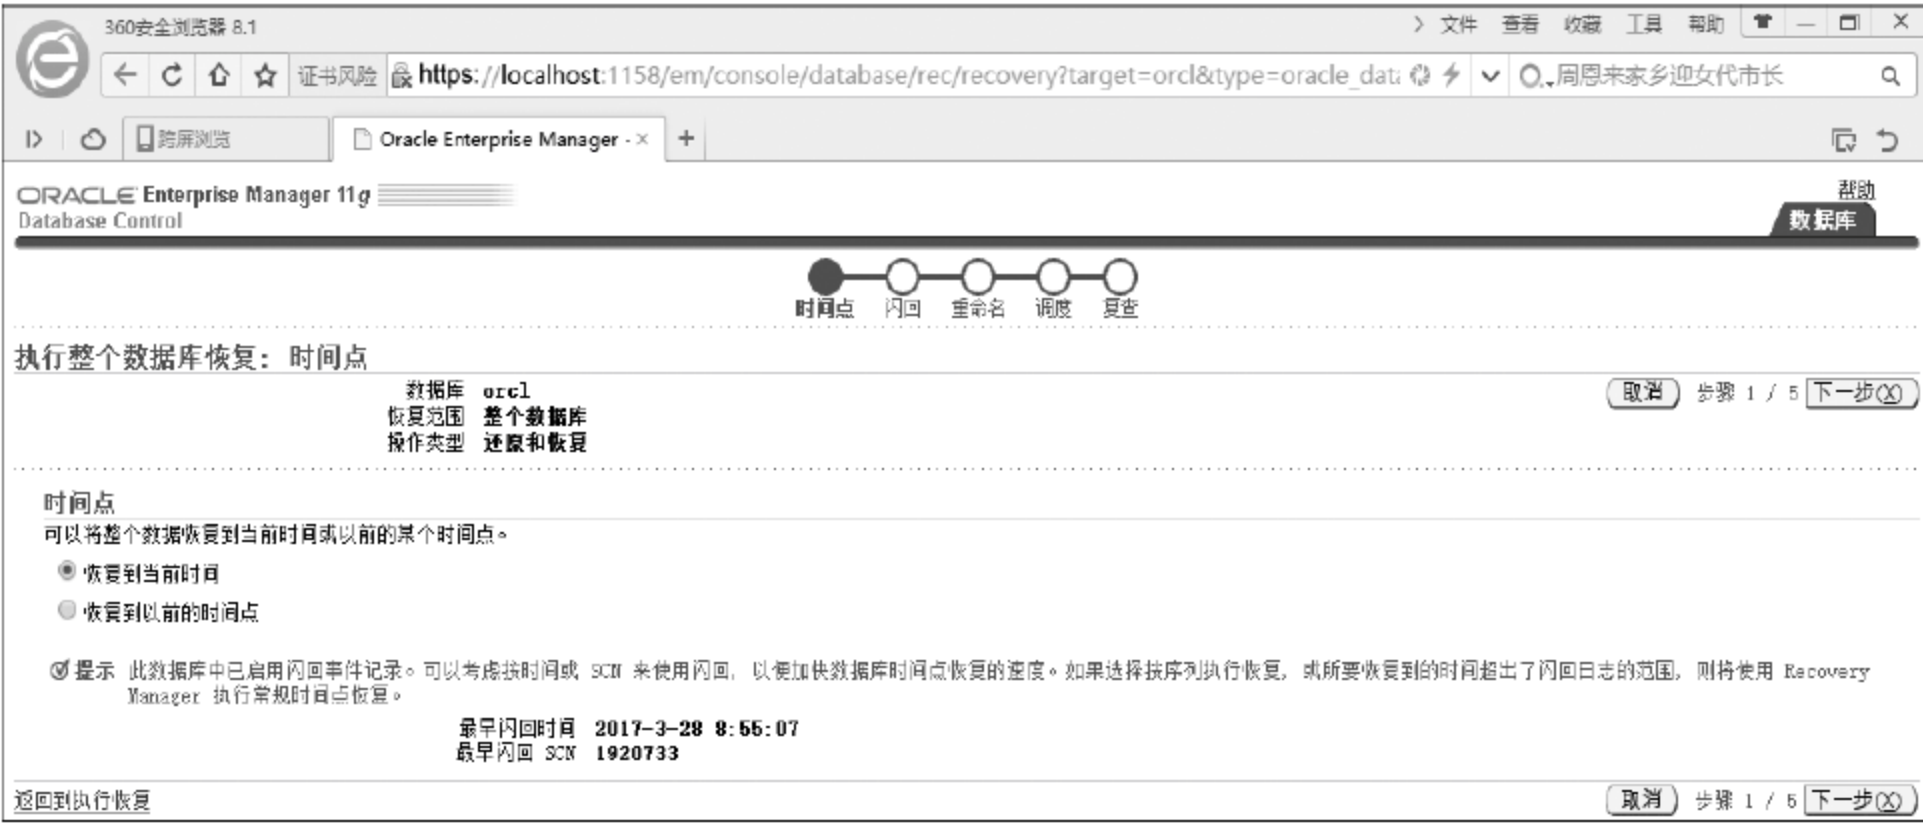 360安全浏览器 8.1
文件 查看 收藏 工具 帮助
证书风险 https://localhost:1158/em/console/database/rec/recovery?target=orcl&type=oracle_data 周恩来家乡迎女代市长
跨屏浏览 Oracle Enterprise Manager -
ORACLE Enterprise Manager 11g
Database Control
帮助
数据库
时间点 闪回 重命名 调度 复查
执行整个数据库恢复: 时间点
数据库 orcl
恢复范围 整个数据库
操作类型 还原和恢复
取消 步骤 1 / 5 下一步(X)
时间点
可以将整个数据恢复到当前时间或以前的某个时间点。
恢复到当前时间
恢复到以前的时间点
提示 此数据库中已启用闪回事件记录。可以考虑按时间或 SCN 来使用闪回, 以便加快数据库时间点恢复的速度。如果选择按序列执行恢复, 或所要恢复到的时间超出了闪回日志的范围, 则将使用 Recovery
Manager 执行常规时间点恢复。
最早闪回时间 2017-3-28 8:55:07
最早闪回 SCN 1920733
返回到执行恢复
取消 步骤 1 / 5 下一步(X)